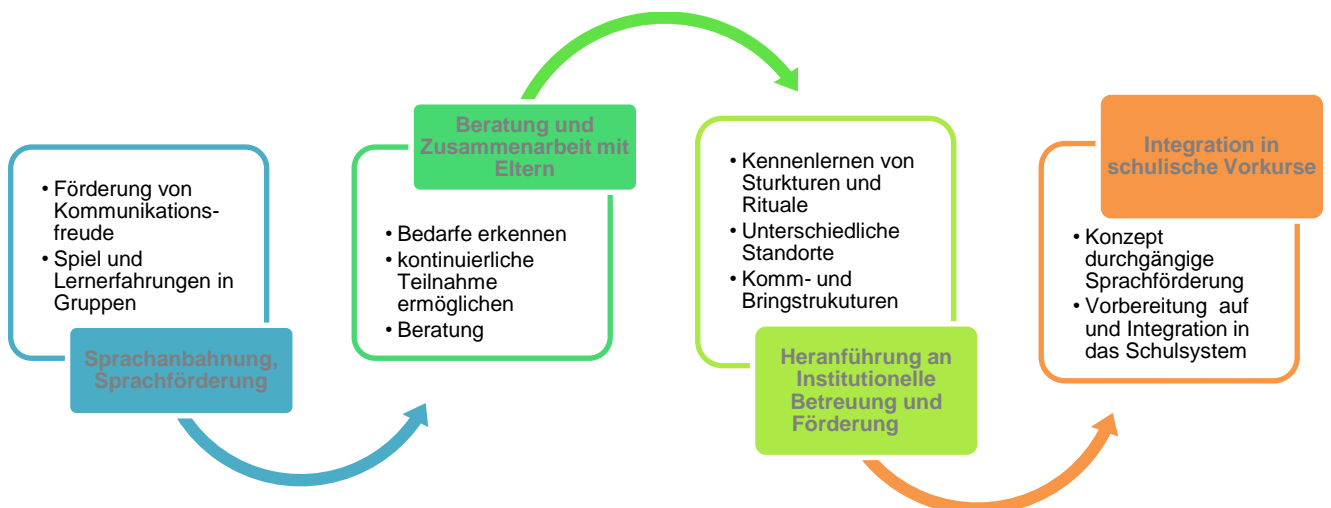 • Förderung von
Kommunikations-
freude
• Spiel und
Lernerfahrungen in
Gruppen
Sprachanbahnung,
Sprachförderung
Beratung und
Zusammenarbeit mit
Eltern
• Bedarfe erkennen
• kontinuierliche
Teilnahme
ermöglichen
• Beratung
• Kennenlernen von
Sturkturen und
Rituale
• Unterschiedliche
Standorte
• Komm- und
Bringstrukuturen
Heranführung an
Institutionelle
Betreuung und
Förderung
Integration in
schulische Vorkurse
• Konzept
durchgängige
Sprachförderung
• Vorbereitung auf
und Integration in
das Schulsystem